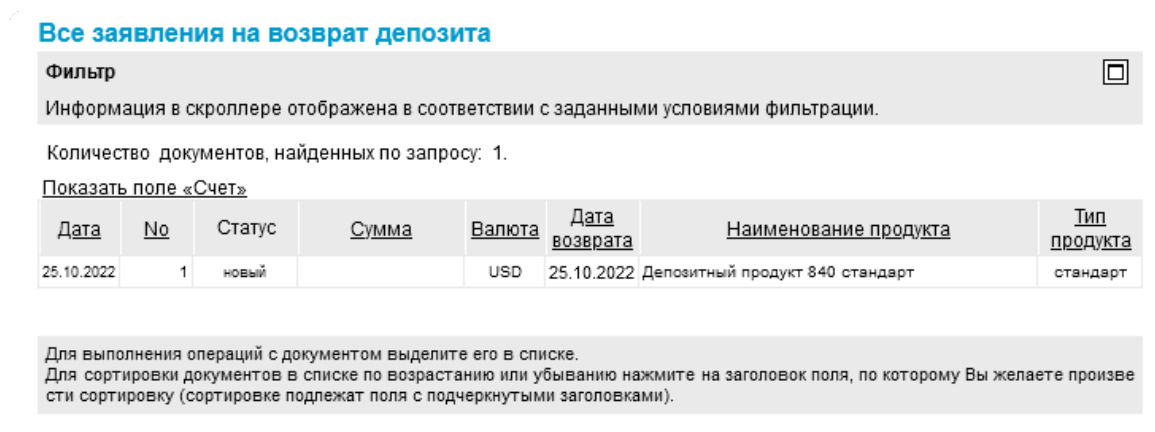 Все заявления на возврат депозита
Фильтр
Информация в скроллере отображена в соответствии с заданными условиями фильтрации.
Количество документов, найденных по запросу: 1.
Показать поле «Счет»
Дата No Статус Сумма Валюта Дата возврата Наименование продукта Тип продукта
25.10.2022 1 новый USD 25.10.2022 Депозитный продукт 840 стандарт стандарт
Для выполнения операций с документом выделите его в списке.
Для сортировки документов в списке по возрастанию или убыванию нажмите на заголовок поля, по которому Вы желаете произве
сти сортировку (сортировке подлежат поля с подчеркнутыми заголовками).